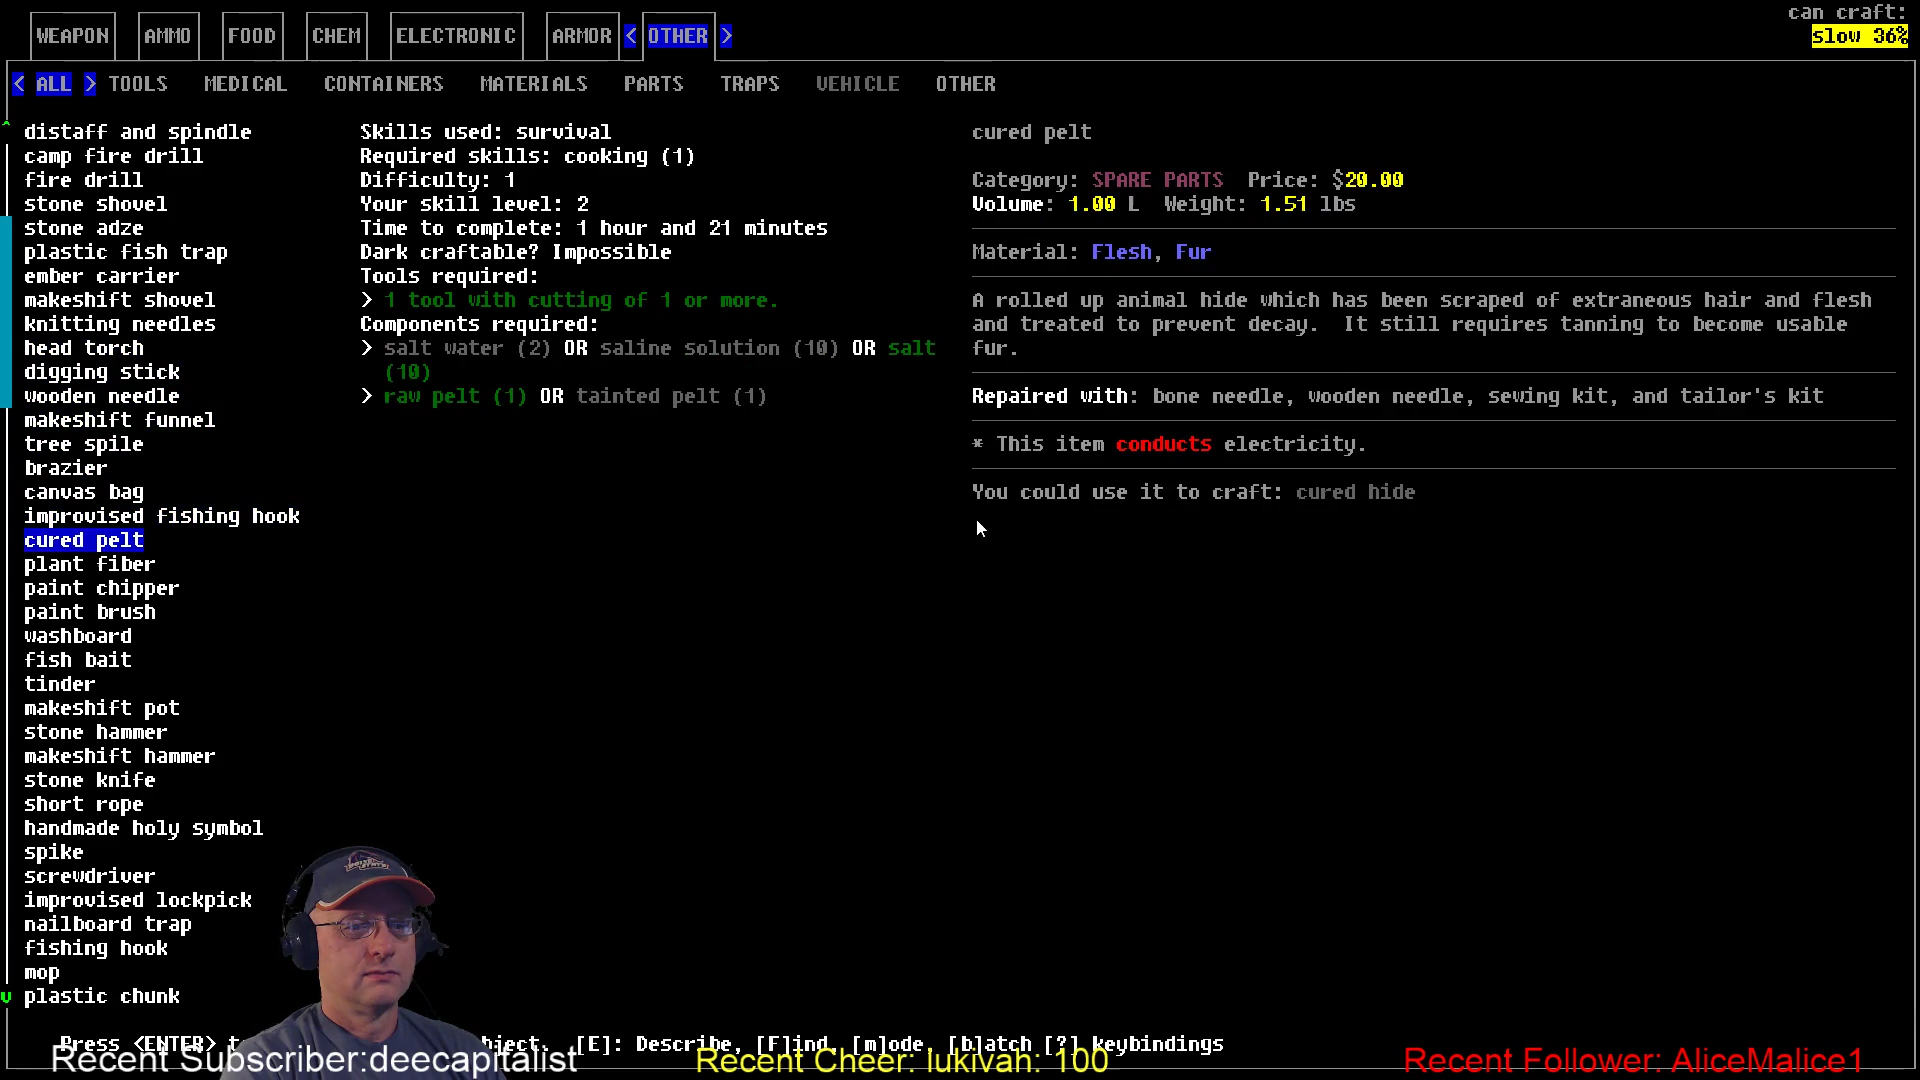 can craft:
WEAPON AMMO FOOD CHEM ELECTRONIC ARMOR < OTHER > slow 36%
< ALL > TOOLS MEDICAL CONTAINERS MATERIALS PARTS TRAPS VEHICLE OTHER
distaff and spindle
camp fire drill
fire drill
stone shovel
stone adze
plastic fish trap
ember carrier
makeshift shovel
knitting needles
head torch
digging stick
wooden needle
makeshift funnel
tree spile
brazier
canvas bag
improvised fishing hook
cured pelt
plant fiber
paint chipper
paint brush
washboard
fish bait
tinder
makeshift pot
stone hammer
makeshift hammer
stone knife
short rope
handmade holy symbol
spike
screwdriver
improvised lockpick
nailboard trap
fishing hook
mop
v plastic chunk
Skills used: survival
Required skills: cooking (1)
Difficulty: 1
Your skill level: 2
Time to complete: 1 hour and 21 minutes
Dark craftable? Impossible
Tools required:
> 1 tool with cutting of 1 or more.
Components required:
> salt water (2) OR saline solution (10) OR salt
(10)
> raw pelt (1) OR tainted pelt (1)
cured pelt
Category: SPARE PARTS Price: $20.00
Volume: 1.00 L Weight: 1.51 lbs
Material: Flesh, Fur
A rolled up animal hide which has been scraped of extraneous hair and flesh
and treated to prevent decay. It still requires tanning to become usable
fur.
Repaired with: bone needle, wooden needle, sewing kit, and tailor's kit
* This item conducts electricity.
You could use it to craft: cured hide
Press <ENTER> [E]: Describe, [F]ind, [m]ode, [b]atch [?] keybindings
Recent Subscriber:deecapitalist Recent Cheer: lukivah: 100 Recent Follower: AliceMalice1